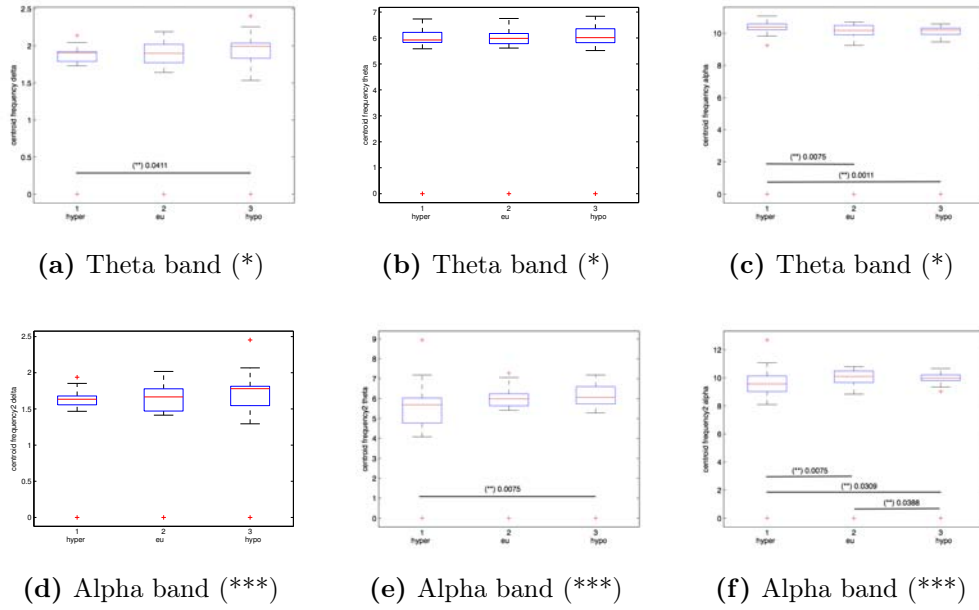 2.5
2
1.5
1
0.5
0
centroid frequency delta
(**) 0.0411
1 2 3
hyper eu hypo
7
6
5
4
3
2
1
0
centroid frequency theta
1 2 3
hyper eu hypo
10
8
6
4
2
0
centroid frequency alpha
(**) 0.0075
(**) 0.0011
1 2 3
hyper eu hypo
(a) Theta band (*)
(b) Theta band (*)
(c) Theta band (*)
2.5
2
1.5
1
0.5
0
centroid frequency2 delta
1 2 3
hyper eu hypo
9
8
7
6
5
4
3
2
1
0
centroid frequency2 theta
(**) 0.0075
1 2 3
hyper eu hypo
12
10
8
6
4
2
0
centroid frequency2 alpha
(**) 0.0075
(**) 0.0309
(**) 0.0388
1 2 3
hyper eu hypo
(d) Alpha band (***)
(e) Alpha band (***)
(f) Alpha band (***)